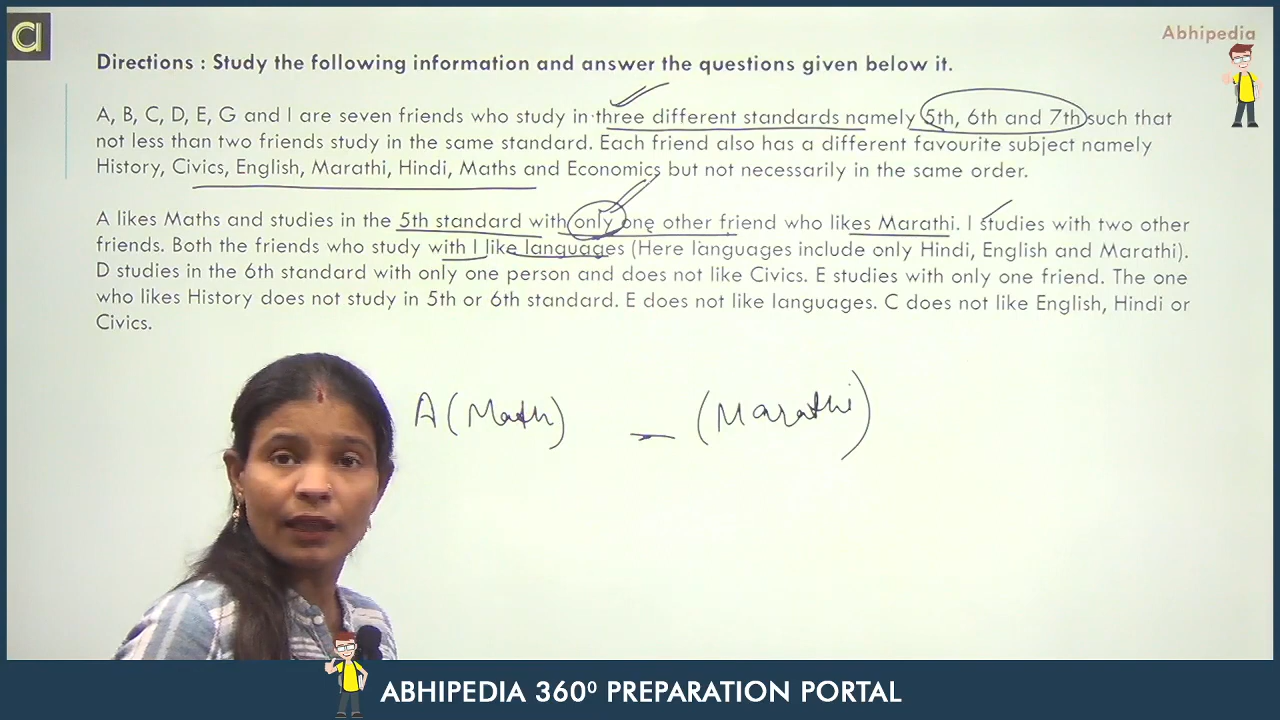 Abhipedia
Directions : Study the following information and answer the questions given below it.
A, B, C, D, E, G and I are seven friends who study in three different standards namely 5th, 6th and 7th such that
not less than two friends study in the same standard. Each friend also has a different favourite subject namely
History, Civics, English, Marathi, Hindi, Maths and Economics but not necessarily in the same order.
A likes Maths and studies in the 5th standard with only one other friend who likes Marathi. I studies with two other
friends. Both the friends who study with I like languages (Here languages include only Hindi, English and Marathi).
D studies in the 6th standard with only one person and does not like Civics. E studies with only one friend. The one
who likes History does not study in 5th or 6th standard. E does not like languages. C does not like English, Hindi or
Civics.
A (Math) — (Marathi)
ABHIPEDIA 360⁰ PREPARATION PORTAL